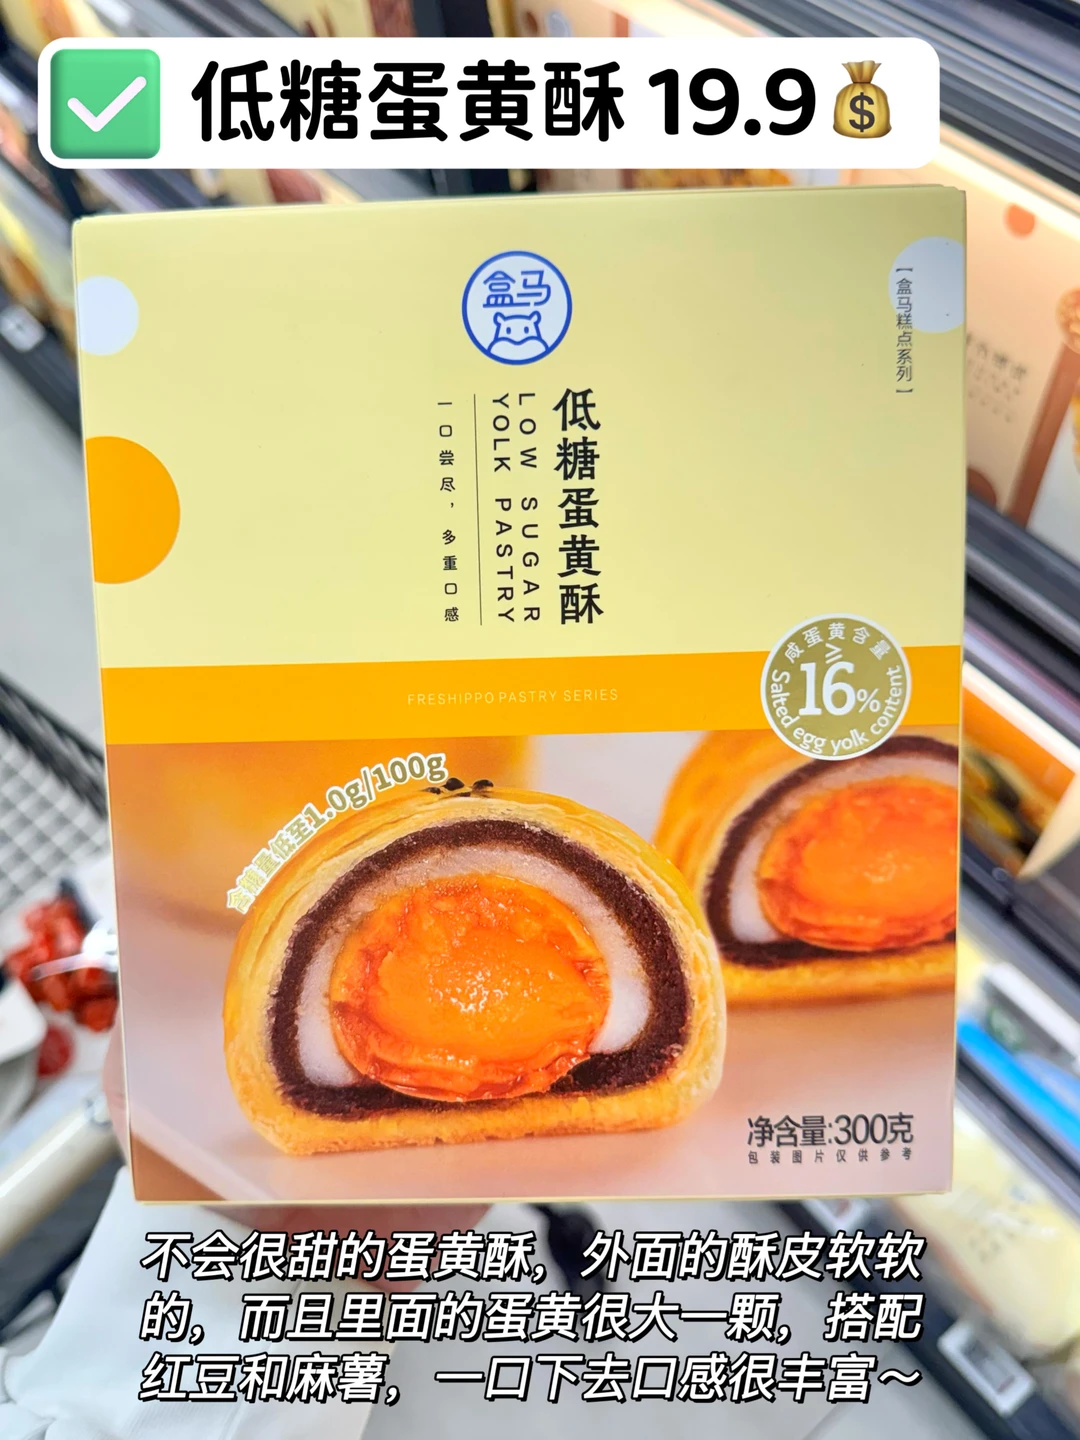 低糖蛋黄酥 19.9
盒马
【盒马糕点系列】
低糖蛋黄酥
LOW SUGAR
YOLK PASTRY
一口尝尽，多重口感
咸蛋黄含量
≥
16%
Salted egg yolk content
FRESHIPPO PASTRY SERIES
含糖量低至1.0g/100g
净含量:300克
包装图片仅供参考
不会很甜的蛋黄酥，外面的酥皮软软
的，而且里面的蛋黄很大一颗，搭配
红豆和麻薯，一口下去口感很丰富～